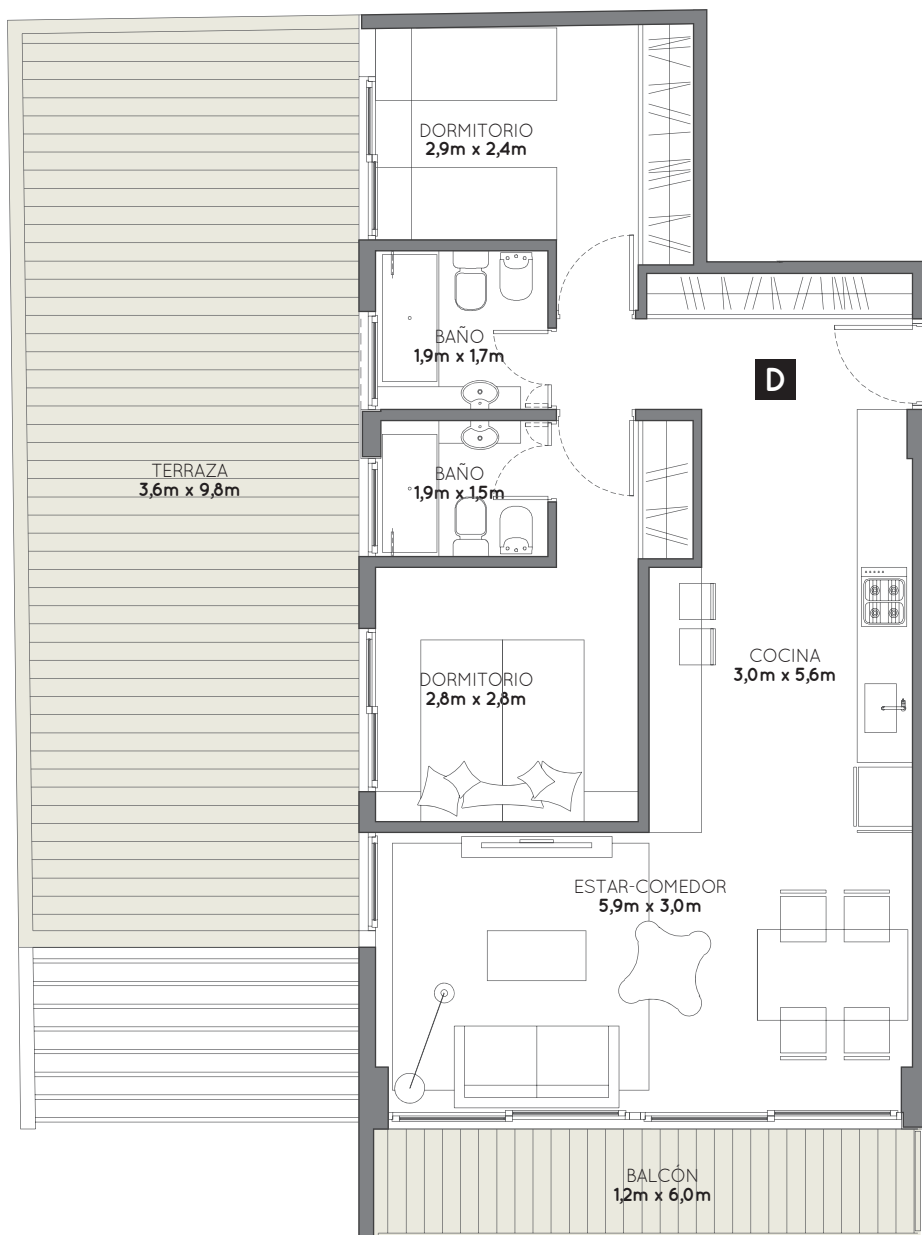 DORMITORIO
2,9m x 2,4m
BAÑO
1,9m x 1,7m
D
TERRAZA
3,6m x 9,8m
BAÑO
1,9m x 1,5m
COCINA
3,0m x 5,6m
DORMITORIO
2,8m x 2,8m
ESTAR-COMEDOR
5,9m x 3,0m
BALCÓN
1,2m x 6,0m